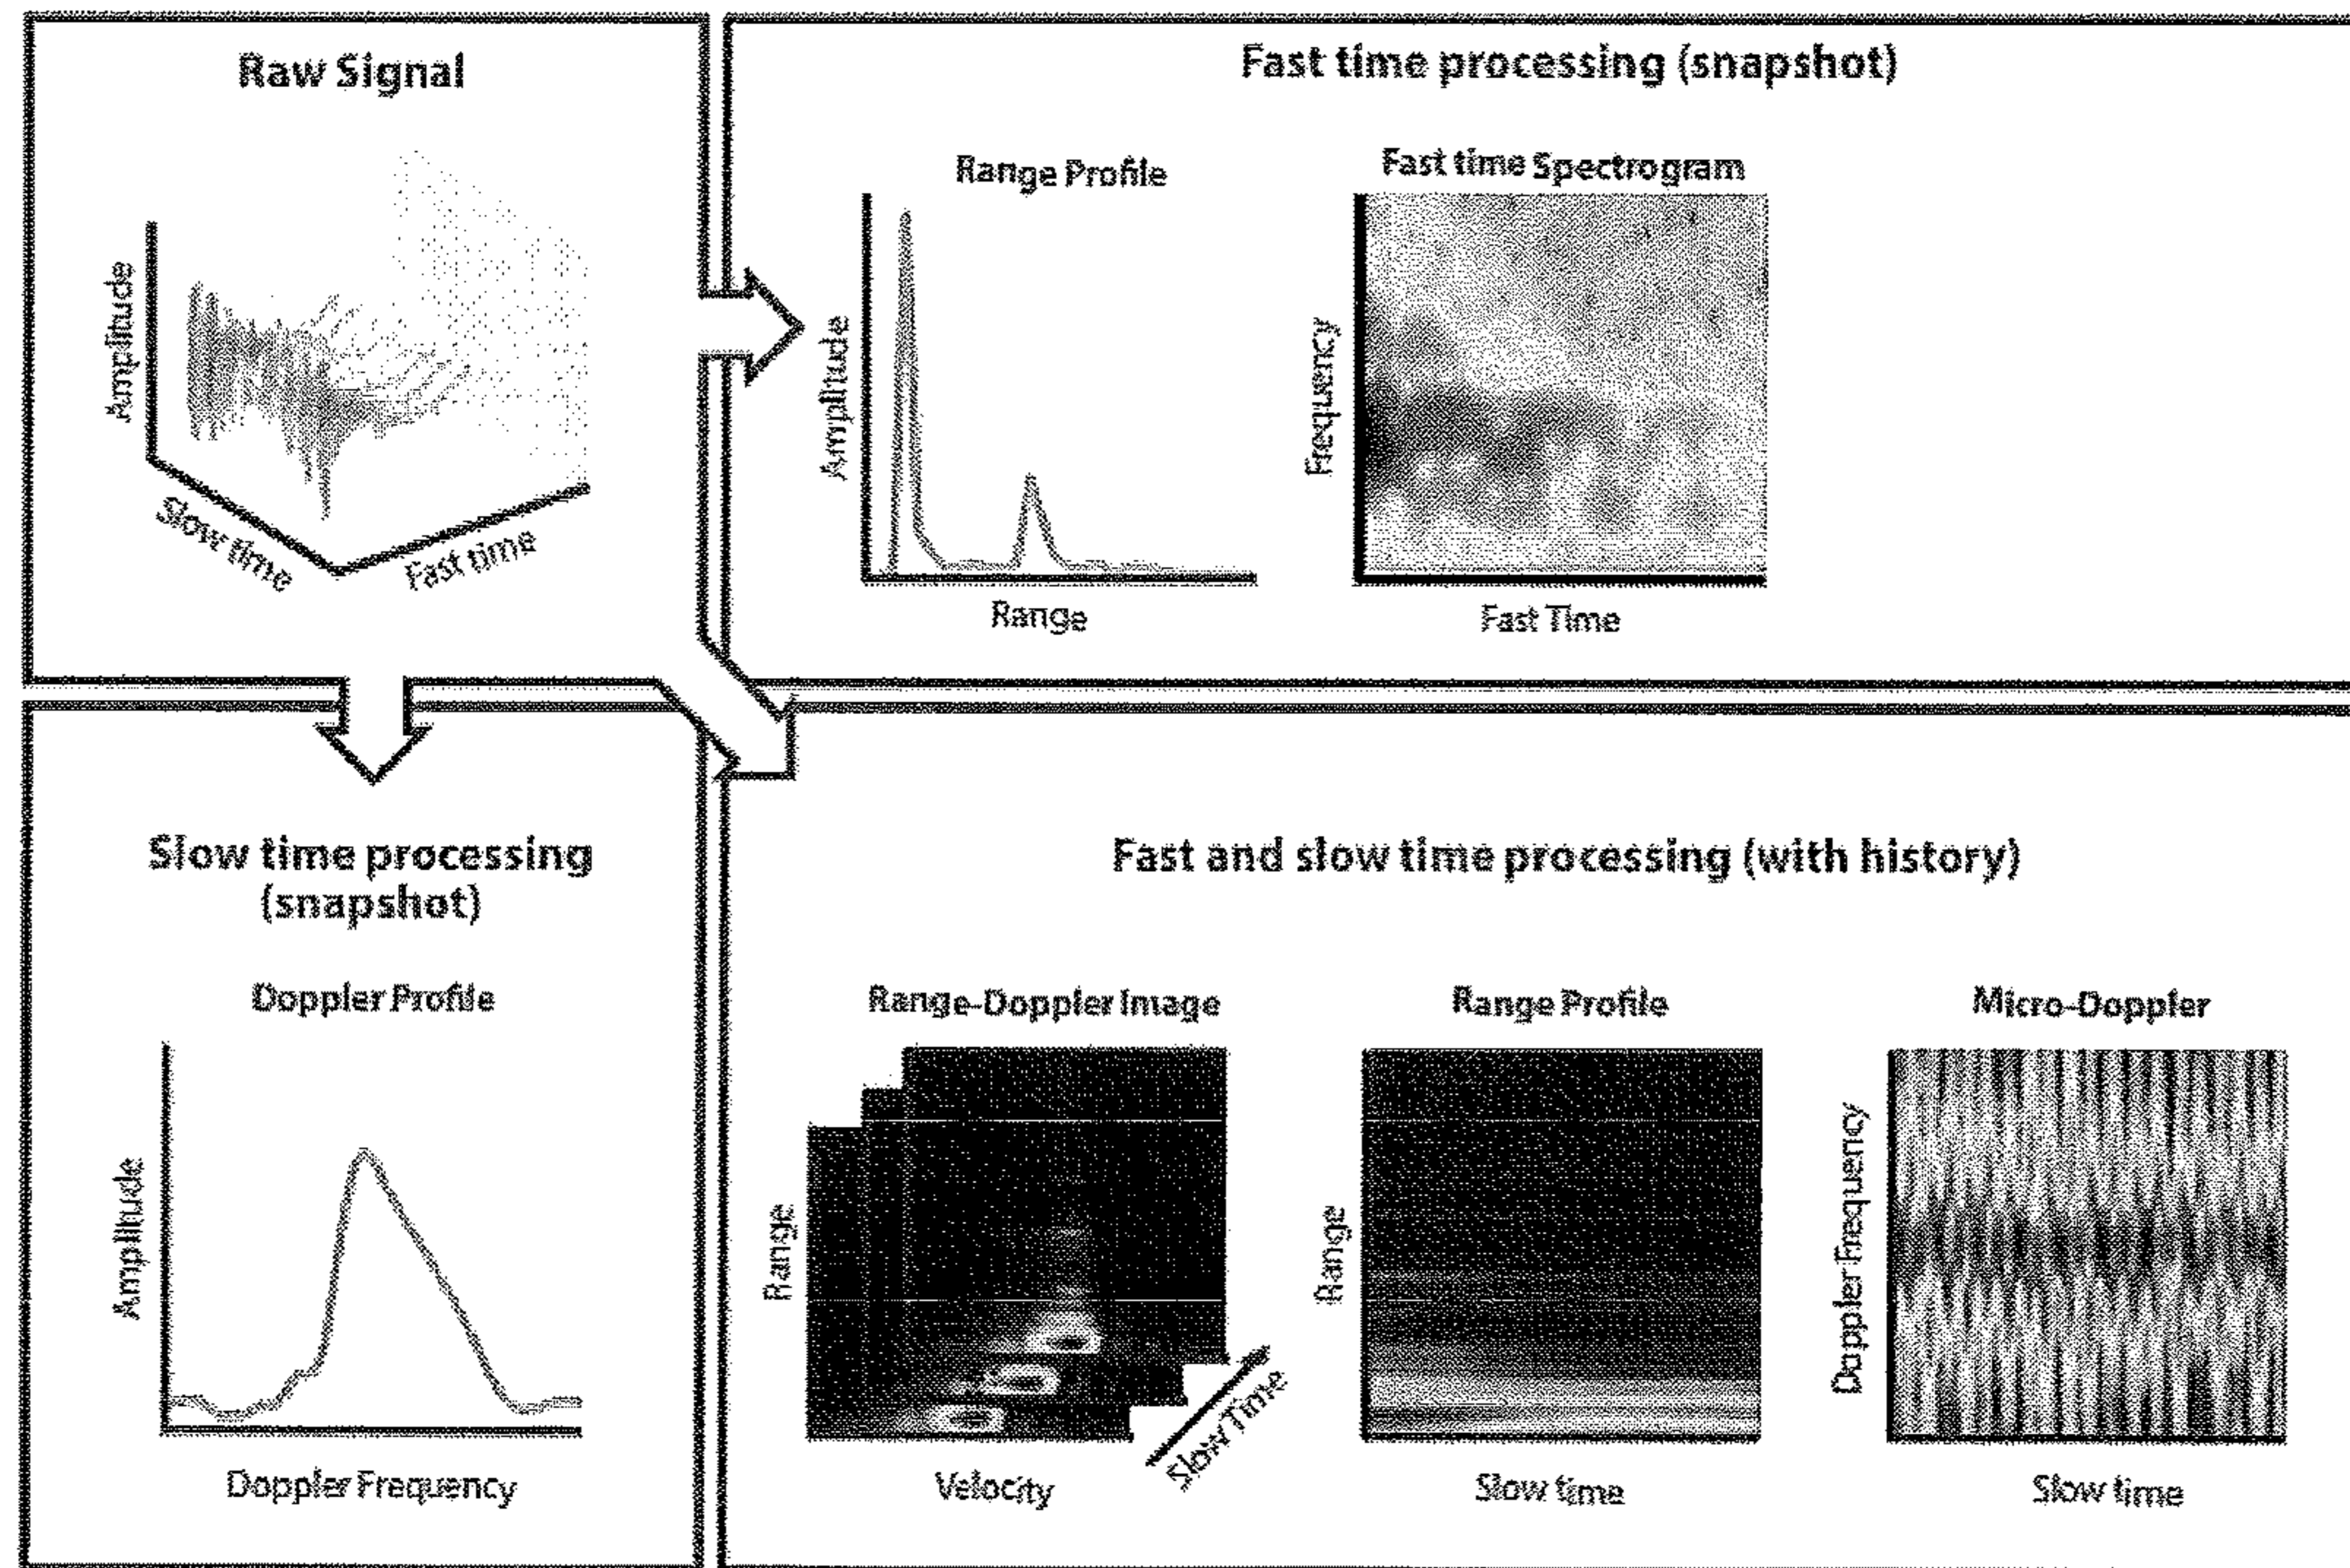 Raw Signal
Amplitude
Slow time
Fast time
Fast time processing (snapshot)
Range Profile
Amplitude
Range
Fast time Spectrogram
Frequency
Fast Time
Slow time processing
(snapshot)
Doppler Profile
Amplitude
Doppler Frequency
Fast and slow time processing (with history)
Range-Doppler Image
Range
Velocity
Slow Time
Range Profile
Range
Slow time
Micro-Doppler
Doppler Frequency
Slow time